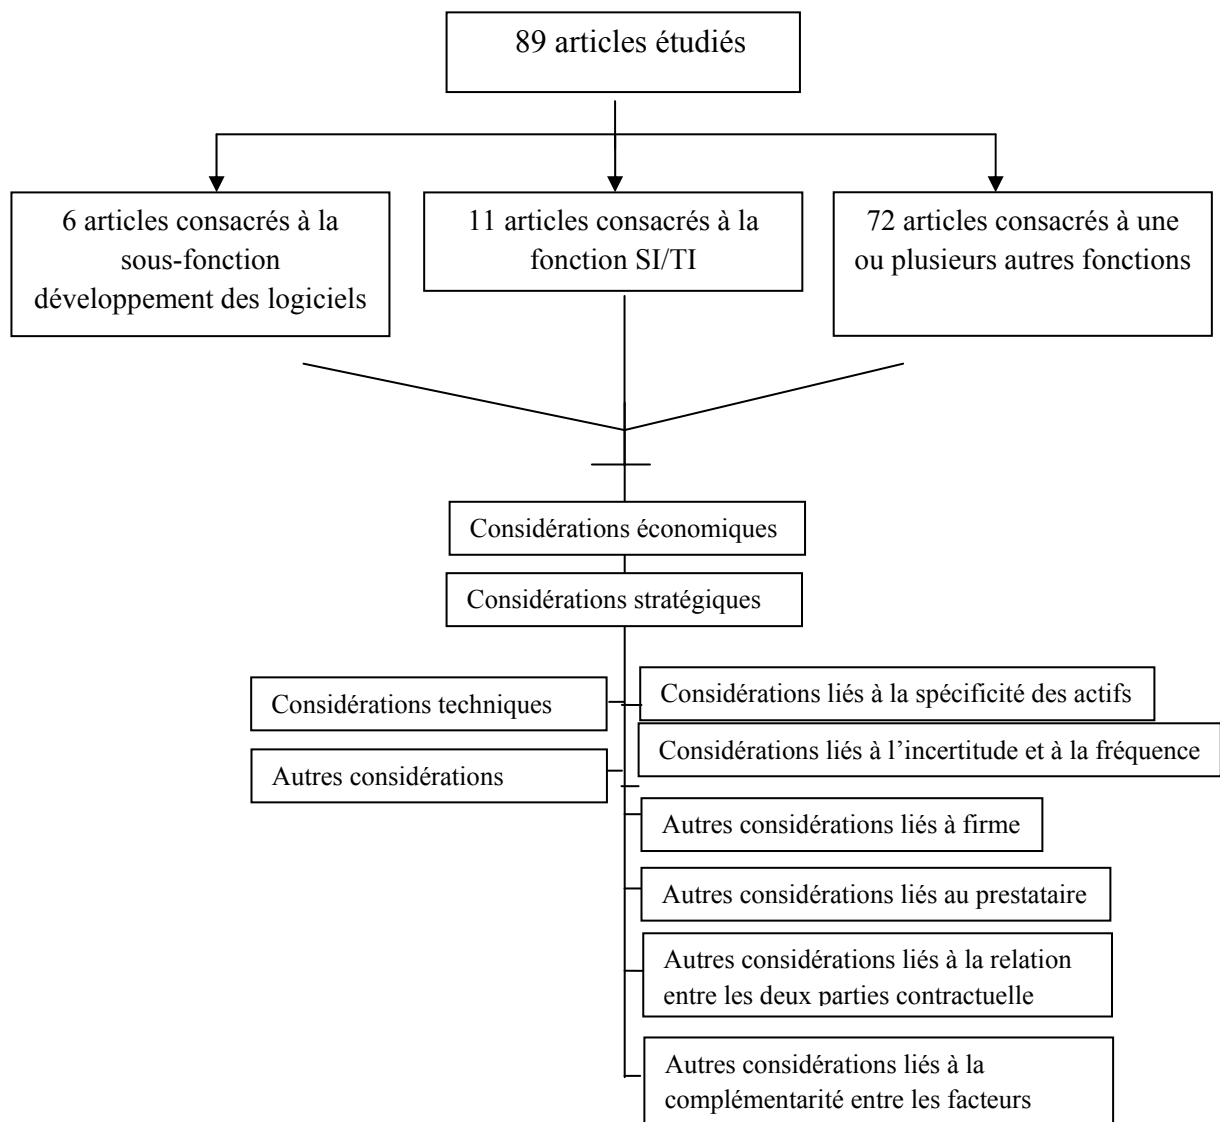 89 articles étudiés
6 articles consacrés à la
sous-fonction
développement des logiciels
11 articles consacrés à la
fonction SI/TI
72 articles consacrés à une
ou plusieurs autres fonctions
Considérations économiques
Considérations stratégiques
Considérations techniques
Autres considérations
Considérations liés à la spécificité des actifs
Considérations liés à l’incertitude et à la fréquence
Autres considérations liés à firme
Autres considérations liés au prestataire
Autres considérations liés à la relation
entre les deux parties contractuelle
Autres considérations liés à la
complémentarité entre les facteurs